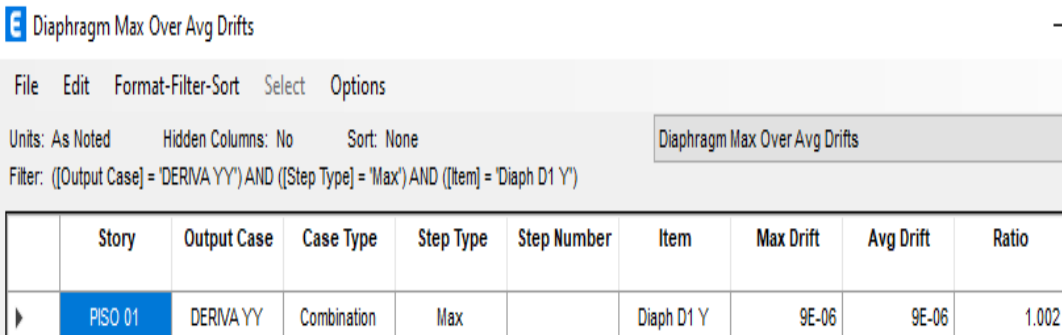 E Diaphragm Max Over Avg Drifts
File Edit Format-Filter-Sort Select Options
Units: As Noted Hidden Columns: No Sort: None Diaphragm Max Over Avg Drifts
Filter: ([Output Case] = 'DERIVA YY') AND ([Step Type] = 'Max') AND ([Item] = 'Diaph D1 Y')
Story Output Case Case Type Step Type Step Number Item Max Drift Avg Drift Ratio
PISO 01 DERIVA YY Combination Max Diaph D1 Y 9E-06 9E-06 1.002